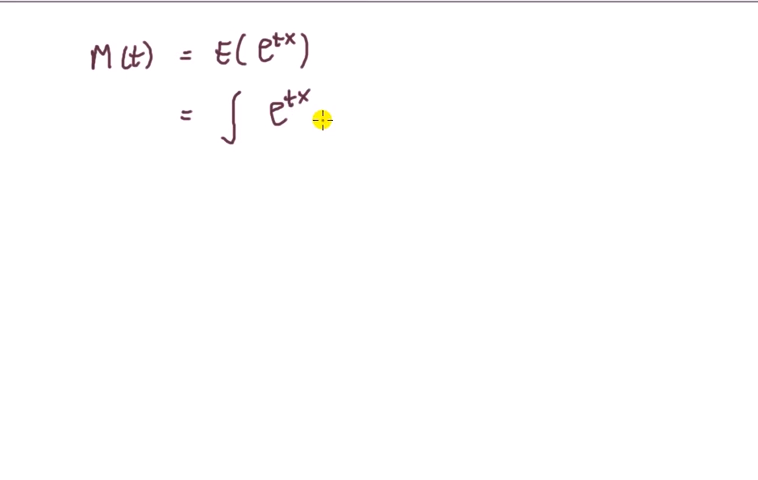 M(t) = E(e^{tx})
= ∫ e^{tx}